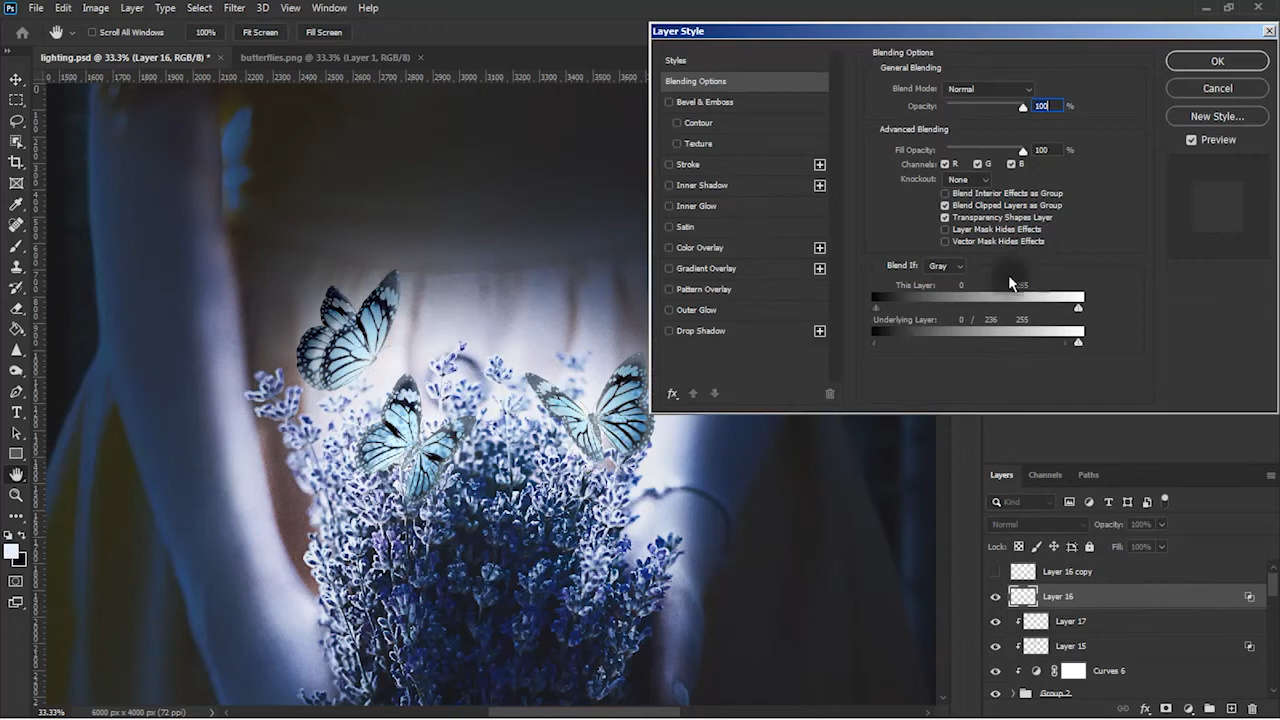 Ps File Edit Image Layer Type Select Filter 3D View Window Help
Scroll All Windows 100% Fit Screen Fill Screen
lighting.psd @ 33.3% (Layer 16, RGB/8) * × butterflies.png @ 33.3% (Layer 1, RGB/8) ×
Layer Style
Styles
Blending Options
Bevel & Emboss
Contour
Texture
Stroke
Inner Shadow
Inner Glow
Satin
Color Overlay
Gradient Overlay
Pattern Overlay
Outer Glow
Drop Shadow
fx
Blending Options
General Blending
Blend Mode: Normal
Opacity: 100 %
Advanced Blending
Fill Opacity: 100 %
Channels: R G B
Knockout: None
Blend Interior Effects as Group
Blend Clipped Layers as Group
Transparency Shapes Layer
Layer Mask Hides Effects
Vector Mask Hides Effects
Blend If: Gray
This Layer: 0
Underlying Layer: 0 / 236 255
OK
Cancel
New Style...
Preview
Layers Channels Paths
Kind
Normal Opacity: 100%
Lock: Fill: 100%
Layer 16 copy
Layer 16
Layer 17
Layer 15
Curves 6
Group 2
33.33% 6000 px x 4000 px (72 ppi)